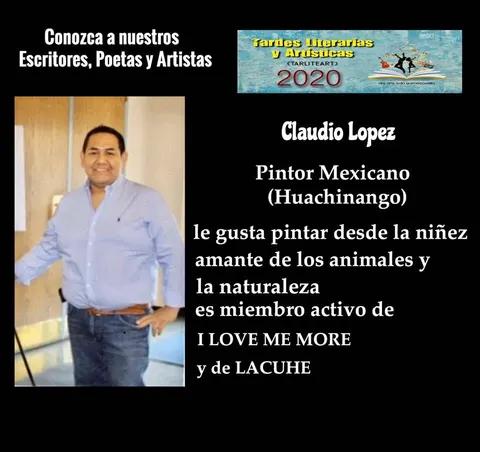 Conozca a nuestros
Escritores, Poetas y Artistas
Tardes Literarias
y Artísticas
(TARLITEART)
2020
Claudio Lopez
Pintor Mexicano
(Huachinango)
le gusta pintar desde la niñez
amante de los animales y
la naturaleza
es miembro activo de
I LOVE ME MORE
y de LACUHE